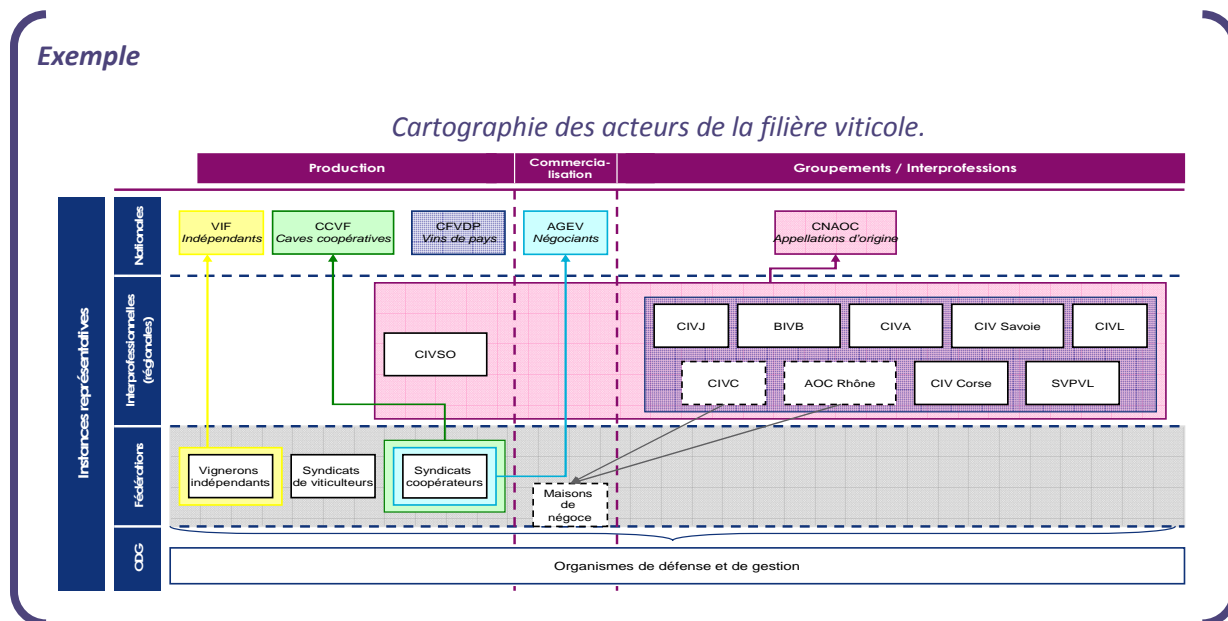 Exemple
Cartographie des acteurs de la filière viticole.
Production
Commercia-
lisation
Groupements / Interprofessions
Instances représentatives
Nationales
VIF
Indépendants
CCVF
Caves coopératives
CFVDP
Vins de pays
AGEV
Négociants
CNAOC
Appellations d'origine
Interprofessionnelles
(régionales)
CIVSO
CIVJ
BIVB
CIVA
CIV Savoie
CIVL
CIVC
AOC Rhône
CIV Corse
SVPVL
Fédérations
Vignerons
indépendants
Syndicats
de viticulteurs
Syndicats
coopérateurs
Maisons
de
négoce
ODG
Organismes de défense et de gestion